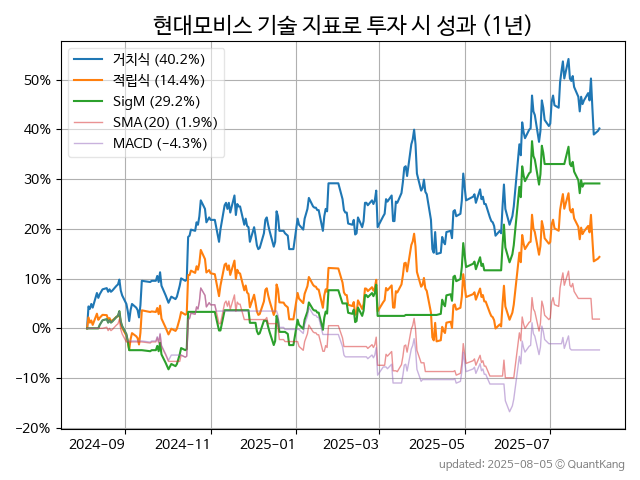 현대모비스 기술 지표로 투자 시 성과 (1년)
거치식 (40.2%)
적립식 (14.4%)
SigM (29.2%)
SMA(20) (1.9%)
MACD (−4.3%)
50%
40%
30%
20%
10%
0%
−10%
−20%
2024-09
2024-11
2025-01
2025-03
2025-05
2025-07
updated: 2025-08-05 ⓒ QuantKang